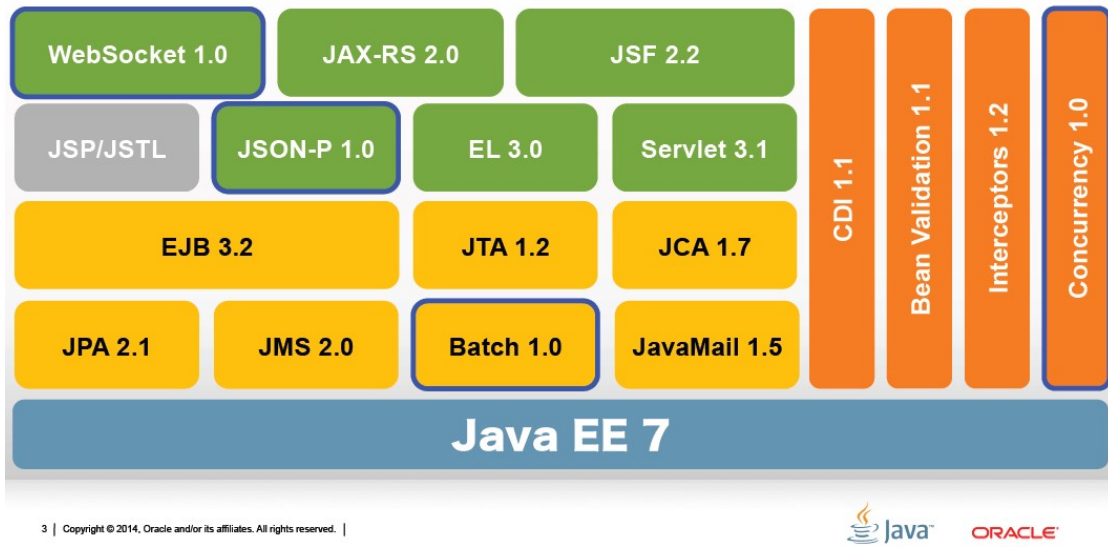 WebSocket 1.0
JAX-RS 2.0
JSF 2.2
JSP/JSTL
JSON-P 1.0
EL 3.0
Servlet 3.1
EJB 3.2
JTA 1.2
JCA 1.7
JPA 2.1
JMS 2.0
Batch 1.0
JavaMail 1.5
CDI 1.1
Bean Validation 1.1
Interceptors 1.2
Concurrency 1.0
Java EE 7
3 | Copyright © 2014, Oracle and/or its affiliates. All rights reserved. |
Java™
ORACLE®